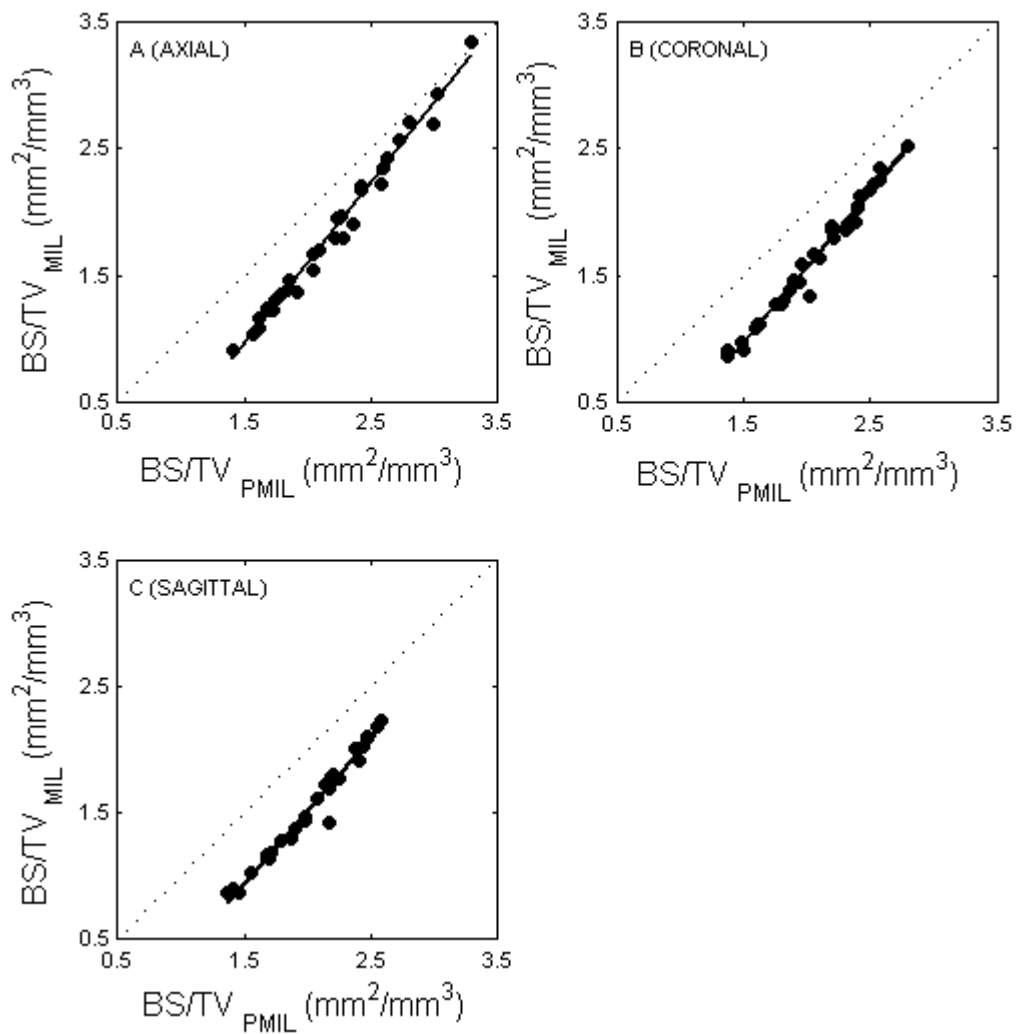 A (AXIAL)
BS/TV MIL (mm²/mm³)
3.5
2.5
1.5
0.5
0.5 1.5 2.5 3.5
BS/TV PMIL (mm²/mm³)
B (CORONAL)
BS/TV MIL (mm²/mm³)
3.5
2.5
1.5
0.5
0.5 1.5 2.5 3.5
BS/TV PMIL (mm²/mm³)
C (SAGITTAL)
BS/TV MIL (mm²/mm³)
3.5
2.5
1.5
0.5
0.5 1.5 2.5 3.5
BS/TV PMIL (mm²/mm³)